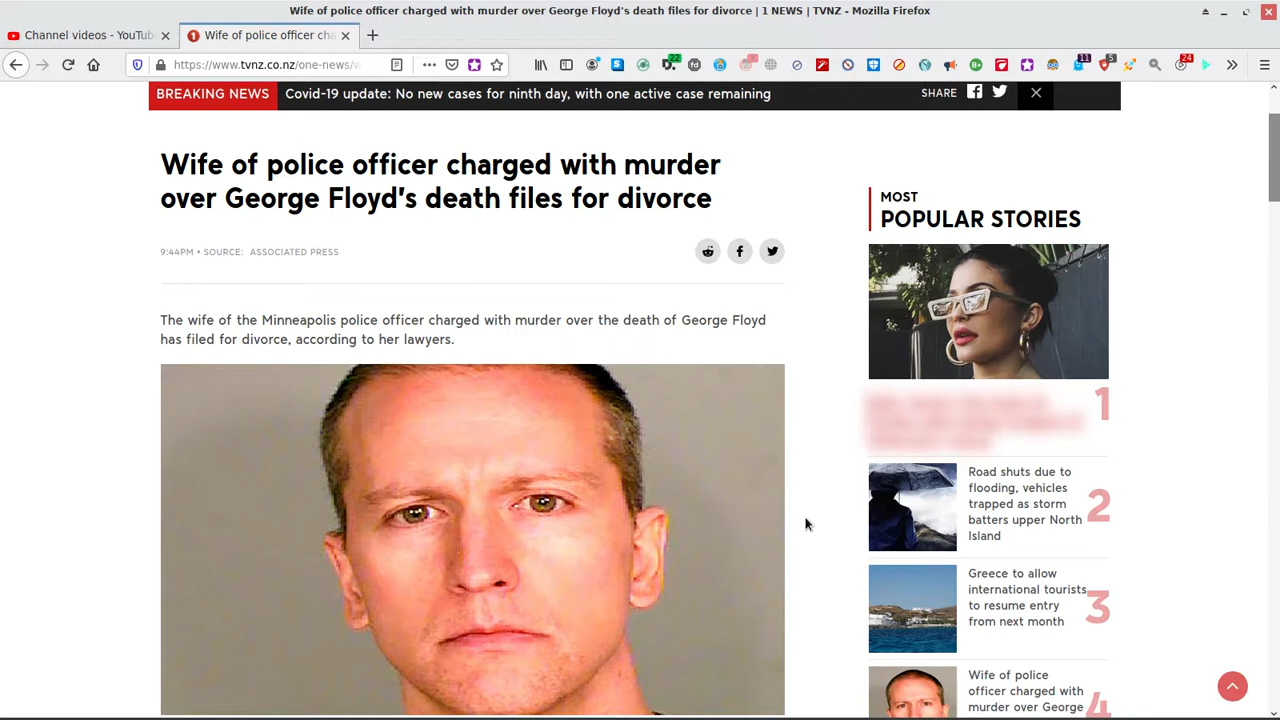 Wife of police officer charged with murder over George Floyd's death files for divorce | 1 NEWS | TVNZ - Mozilla Firefox
Channel videos - YouTub
Wife of police officer cha
https://www.tvnz.co.nz/one-news/
22
11
5
24
BREAKING NEWS
Covid-19 update: No new cases for ninth day, with one active case remaining
SHARE
Wife of police officer charged with murder
over George Floyd's death files for divorce
9:44PM • SOURCE: ASSOCIATED PRESS
The wife of the Minneapolis police officer charged with murder over the death of George Floyd
has filed for divorce, according to her lawyers.
MOST
POPULAR STORIES
1
Road shuts due to
flooding, vehicles
trapped as storm
batters upper North
Island
2
Greece to allow
international tourists
to resume entry
from next month
3
Wife of police
officer charged with
murder over George
4